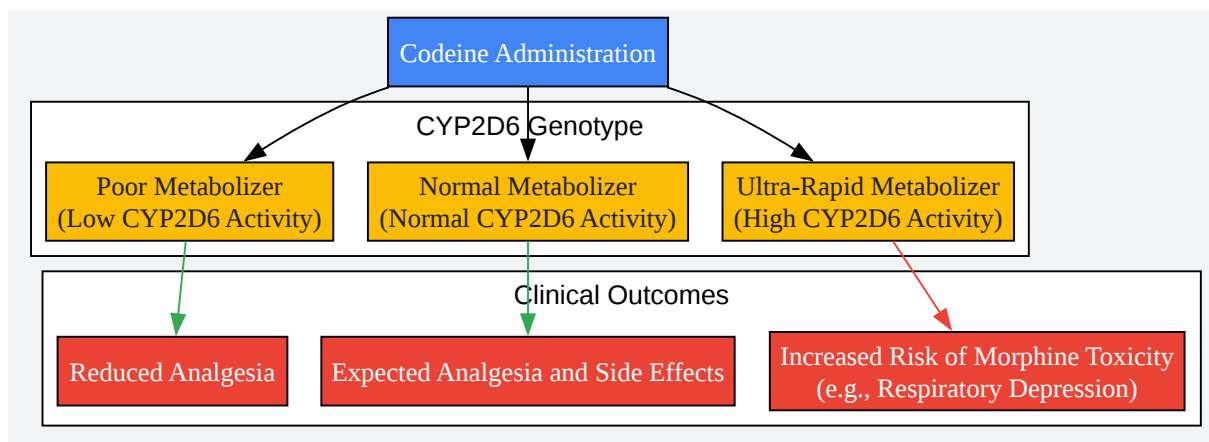 Codeine Administration
CYP2D6 Genotype
Poor Metabolizer
(Low CYP2D6 Activity)
Normal Metabolizer
(Normal CYP2D6 Activity)
Ultra-Rapid Metabolizer
(High CYP2D6 Activity)
Clinical Outcomes
Reduced Analgesia
Expected Analgesia and Side Effects
Increased Risk of Morphine Toxicity
(e.g., Respiratory Depression)